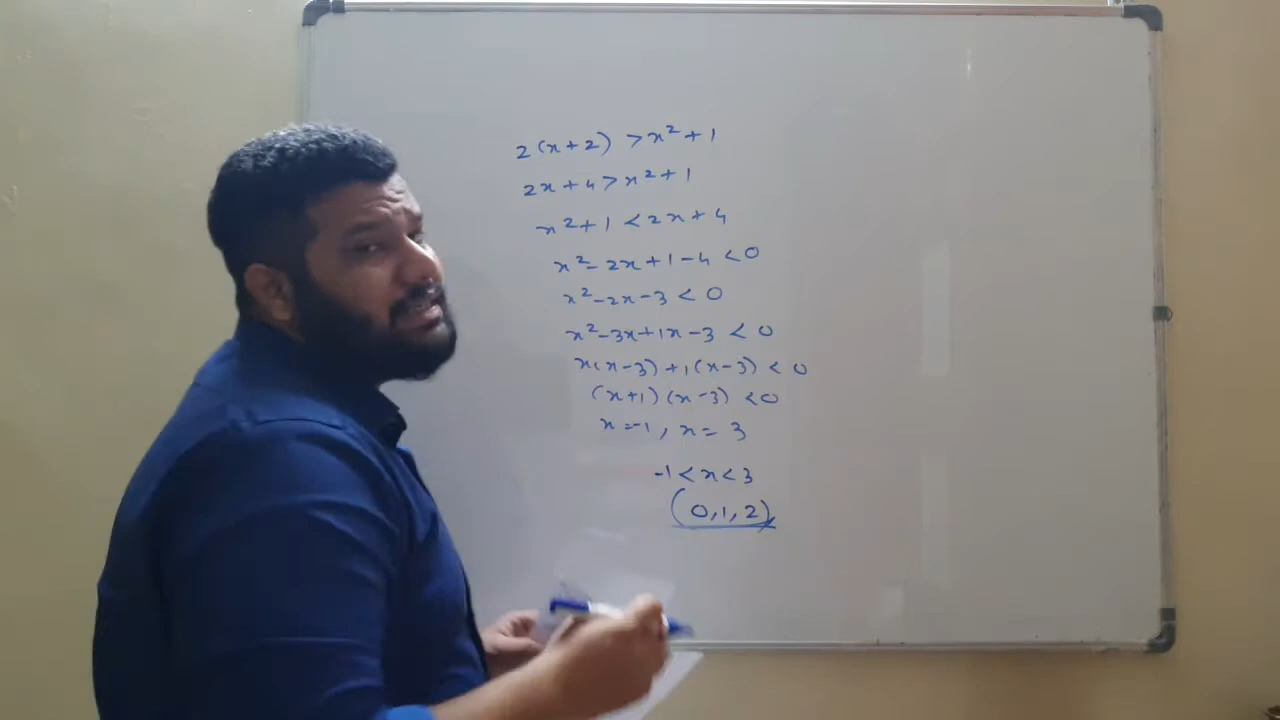 2(x+2) > x² + 1
2x + 4 > x² + 1
x² + 1 < 2x + 4
x² - 2x + 1 - 4 < 0
x² - 2x - 3 < 0
x² - 3x + 1x - 3 < 0
x(x-3) + 1(x-3) < 0
(x+1)(x-3) < 0
x = -1, x = 3
-1 < x < 3
(0,1,2)